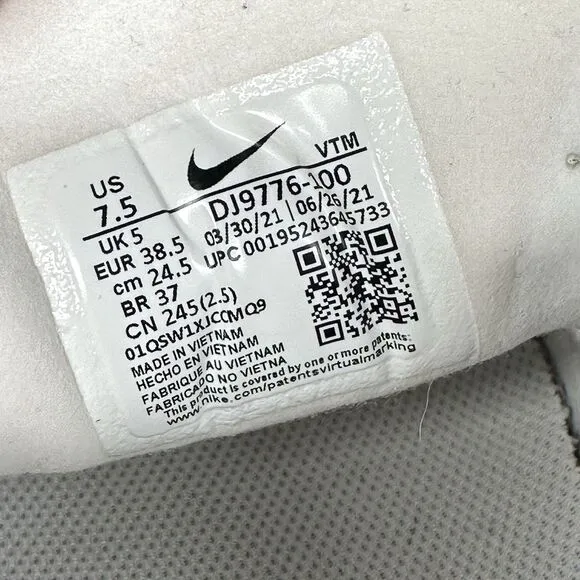 US
7.5
UK 5
EUR 38.5
cm 24.5
BR 37
CN 245 (2.5)
VTM
DJ9776-100
03/30/21 | 06/26/21
UPC 00195243645733
01QSW1XJCCMQ9
MADE IN VIETNAM
HECHO EN VIETNAM
FABRIQUE AU VIETNAM
FABRICADO NO VIETNA
This product is covered by one or more patents:
www.nike.com/patentsvirtualmarking